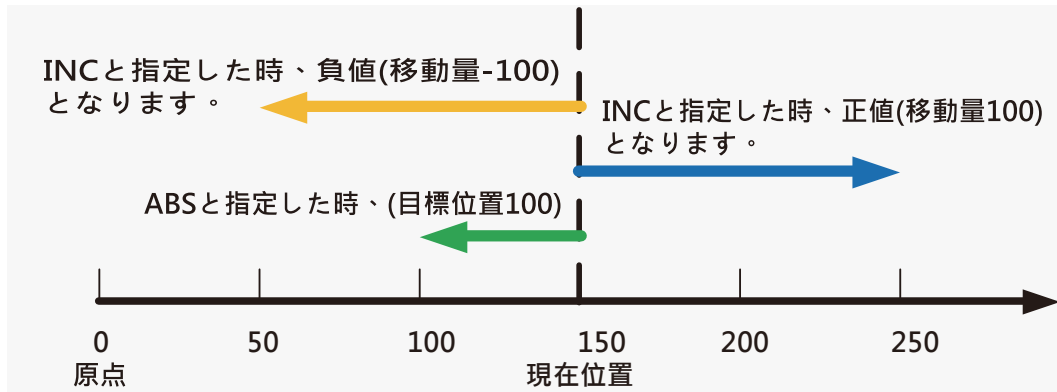 INCと指定した時、負値(移動量-100)
となります。
INCと指定した時、正値(移動量100)
となります。
ABSと指定した時、(目標位置100)
0 50 100 150 200 250
原点 現在位置